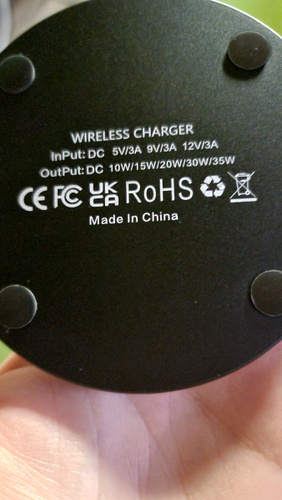 WIRELESS CHARGER
InPut: DC 5V/3A 9V/3A 12V/3A
OutPut: DC 10W/15W/20W/30W/35W
CE FC UK CA RoHS
Made In China